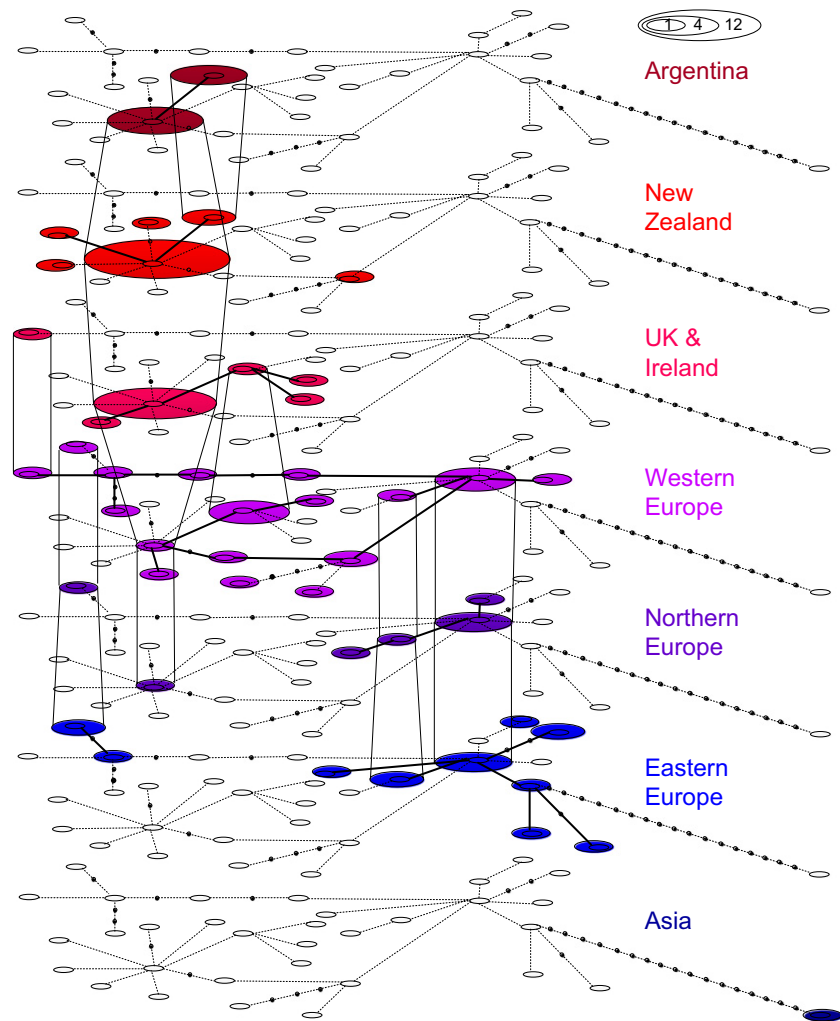 1 4 12
Argentina
New
Zealand
UK &
Ireland
Western
Europe
Northern
Europe
Eastern
Europe
Asia